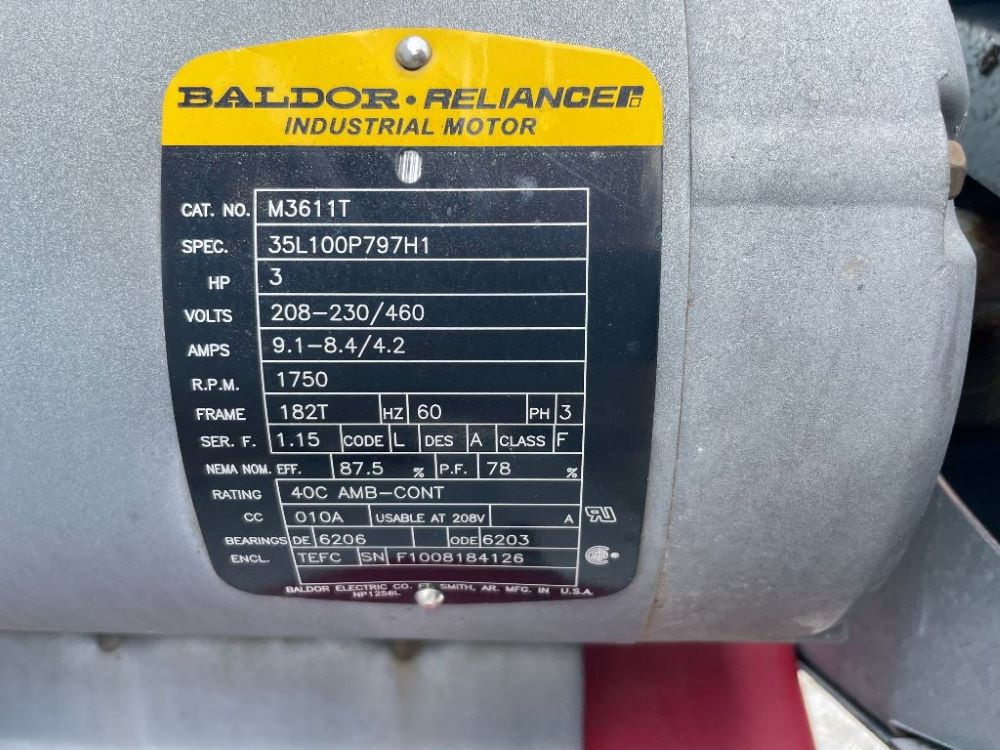 BALDOR • RELIANCER
INDUSTRIAL MOTOR
CAT. NO. M3611T
SPEC. 35L100P797H1
HP 3
VOLTS 208-230/460
AMPS 9.1-8.4/4.2
R.P.M. 1750
FRAME 182T HZ 60 PH 3
SER. F. 1.15 CODE L DES A CLASS F
NEMA NOM. EFF. 87.5 % P.F. 78 %
RATING 40C AMB-CONT
CC 010A USABLE AT 208V A
BEARINGS DE 6206 ODE 6203
ENCL. TEFC SN F1008184126
BALDOR ELECTRIC CO. FT. SMITH, AR. MFG. IN U.S.A.
NP1256L